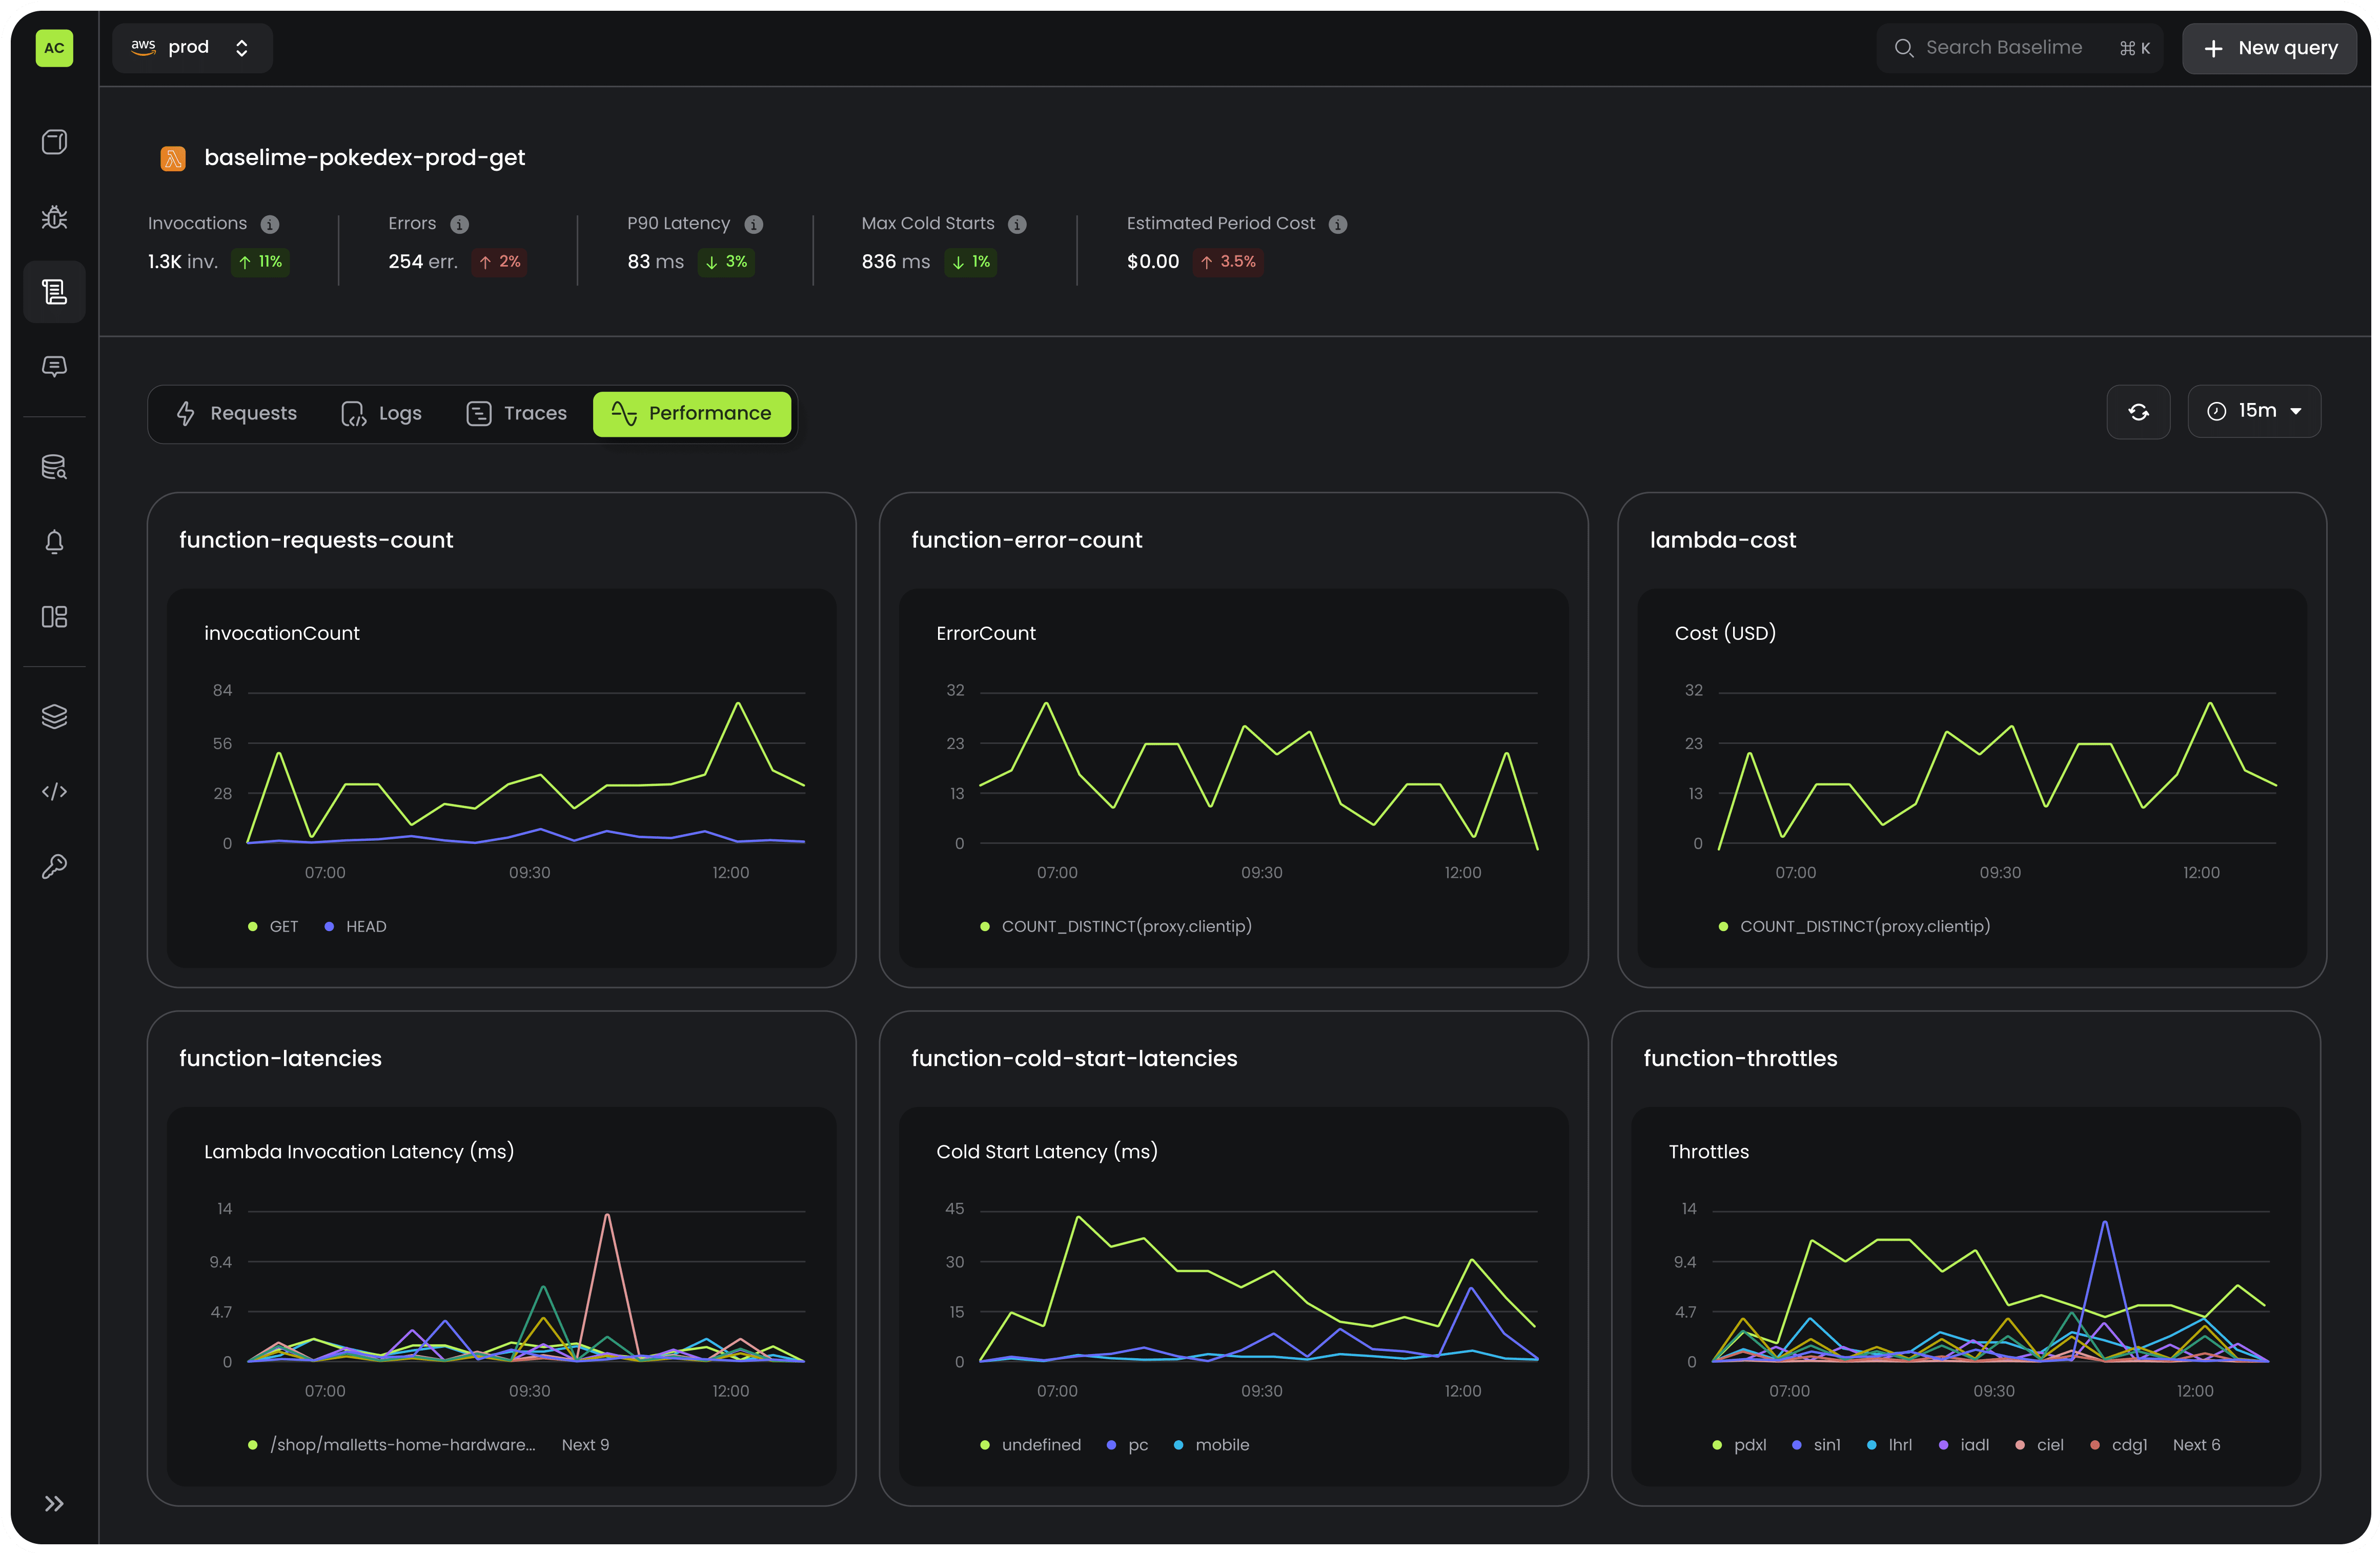 AC
aws prod
Search Baselime ⌘ K
+ New query
baselime-pokedex-prod-get
Invocations
1.3K inv. ↑ 11%
Errors
254 err. ↑ 2%
P90 Latency
83 ms ↓ 3%
Max Cold Starts
836 ms ↓ 1%
Estimated Period Cost
$0.00 ↑ 3.5%
Requests
Logs
Traces
Performance
15m
function-requests-count
invocationCount
84
56
28
0
07:00 09:30 12:00
GET HEAD
function-error-count
ErrorCount
32
23
13
0
07:00 09:30 12:00
COUNT_DISTINCT(proxy.clientip)
lambda-cost
Cost (USD)
32
23
13
0
07:00 09:30 12:00
COUNT_DISTINCT(proxy.clientip)
function-latencies
Lambda Invocation Latency (ms)
14
9.4
4.7
0
07:00 09:30 12:00
/shop/malletts-home-hardware... Next 9
function-cold-start-latencies
Cold Start Latency (ms)
45
30
15
0
07:00 09:30 12:00
undefined pc mobile
function-throttles
Throttles
14
9.4
4.7
0
07:00 09:30 12:00
pdxl sin1 lhrl iadl ciel cdg1 Next 6